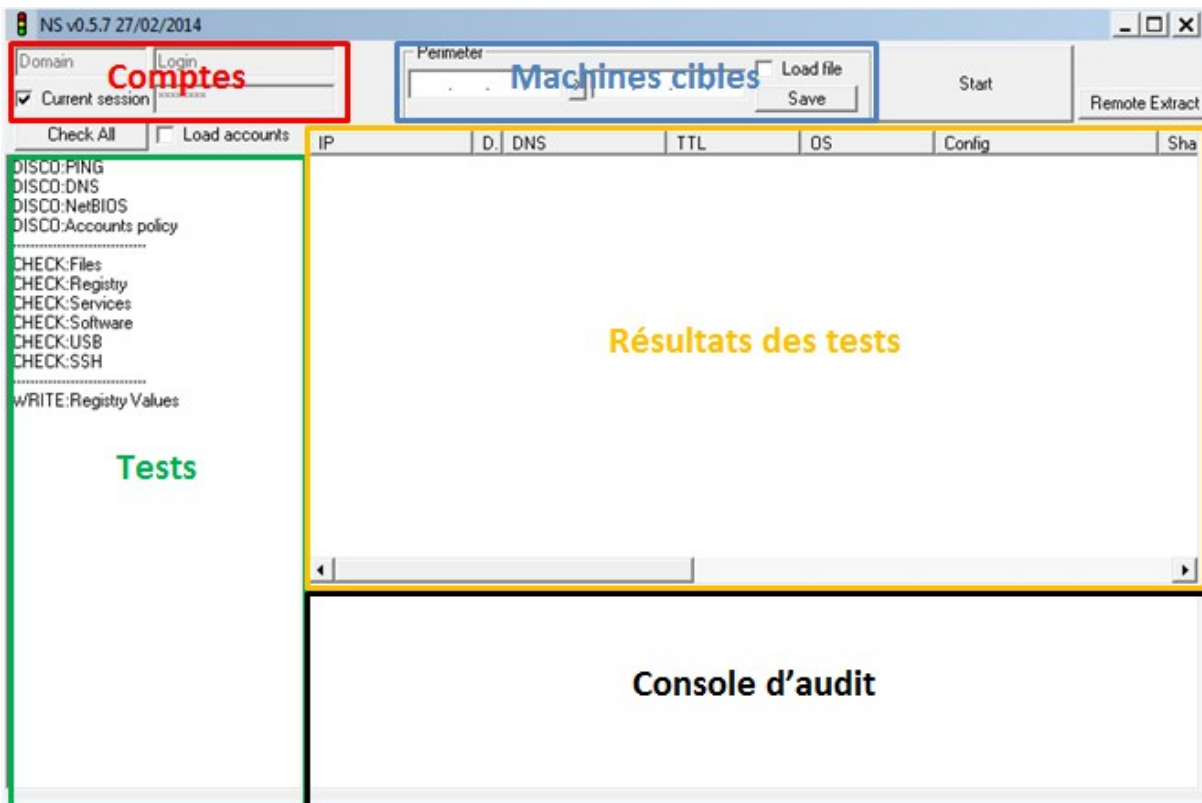 NS v0.5.7 27/02/2014
Domain Login
Comptes
Current session ********
Perimeter
Machines cibles
Load file
Save
Start
Remote Extract
Check All Load accounts
IP D. DNS TTL OS Config Sha
DISCO:PING
DISCO:DNS
DISCO:NetBIOS
DISCO:Accounts policy
CHECK:Files
CHECK:Registry
CHECK:Services
CHECK:Software
CHECK:USB
CHECK:SSH
WRITE:Registry Values
Tests
Résultats des tests
Console d'audit